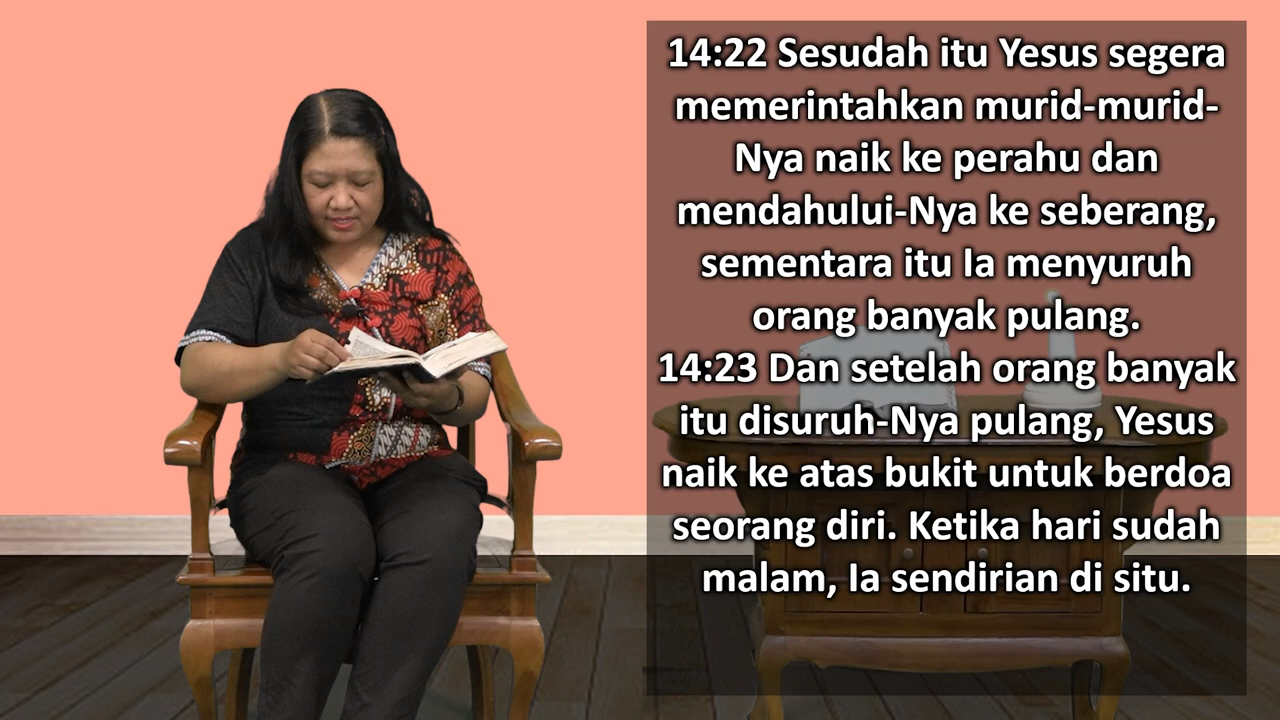 14:22 Sesudah itu Yesus segera
memerintahkan murid-murid-
Nya naik ke perahu dan
mendahului-Nya ke seberang,
sementara itu Ia menyuruh
orang banyak pulang.
14:23 Dan setelah orang banyak
itu disuruh-Nya pulang, Yesus
naik ke atas bukit untuk berdoa
seorang diri. Ketika hari sudah
malam, Ia sendirian di situ.